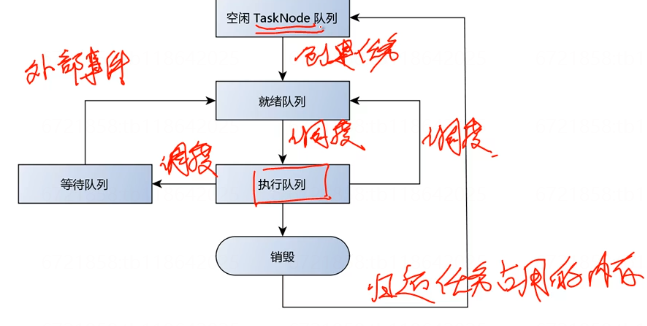 空闲 TaskNode 队列
创建任务
外部事件
就绪队列
调度
调度
调度
等待队列
执行队列
销毁
归还任务占用的内存